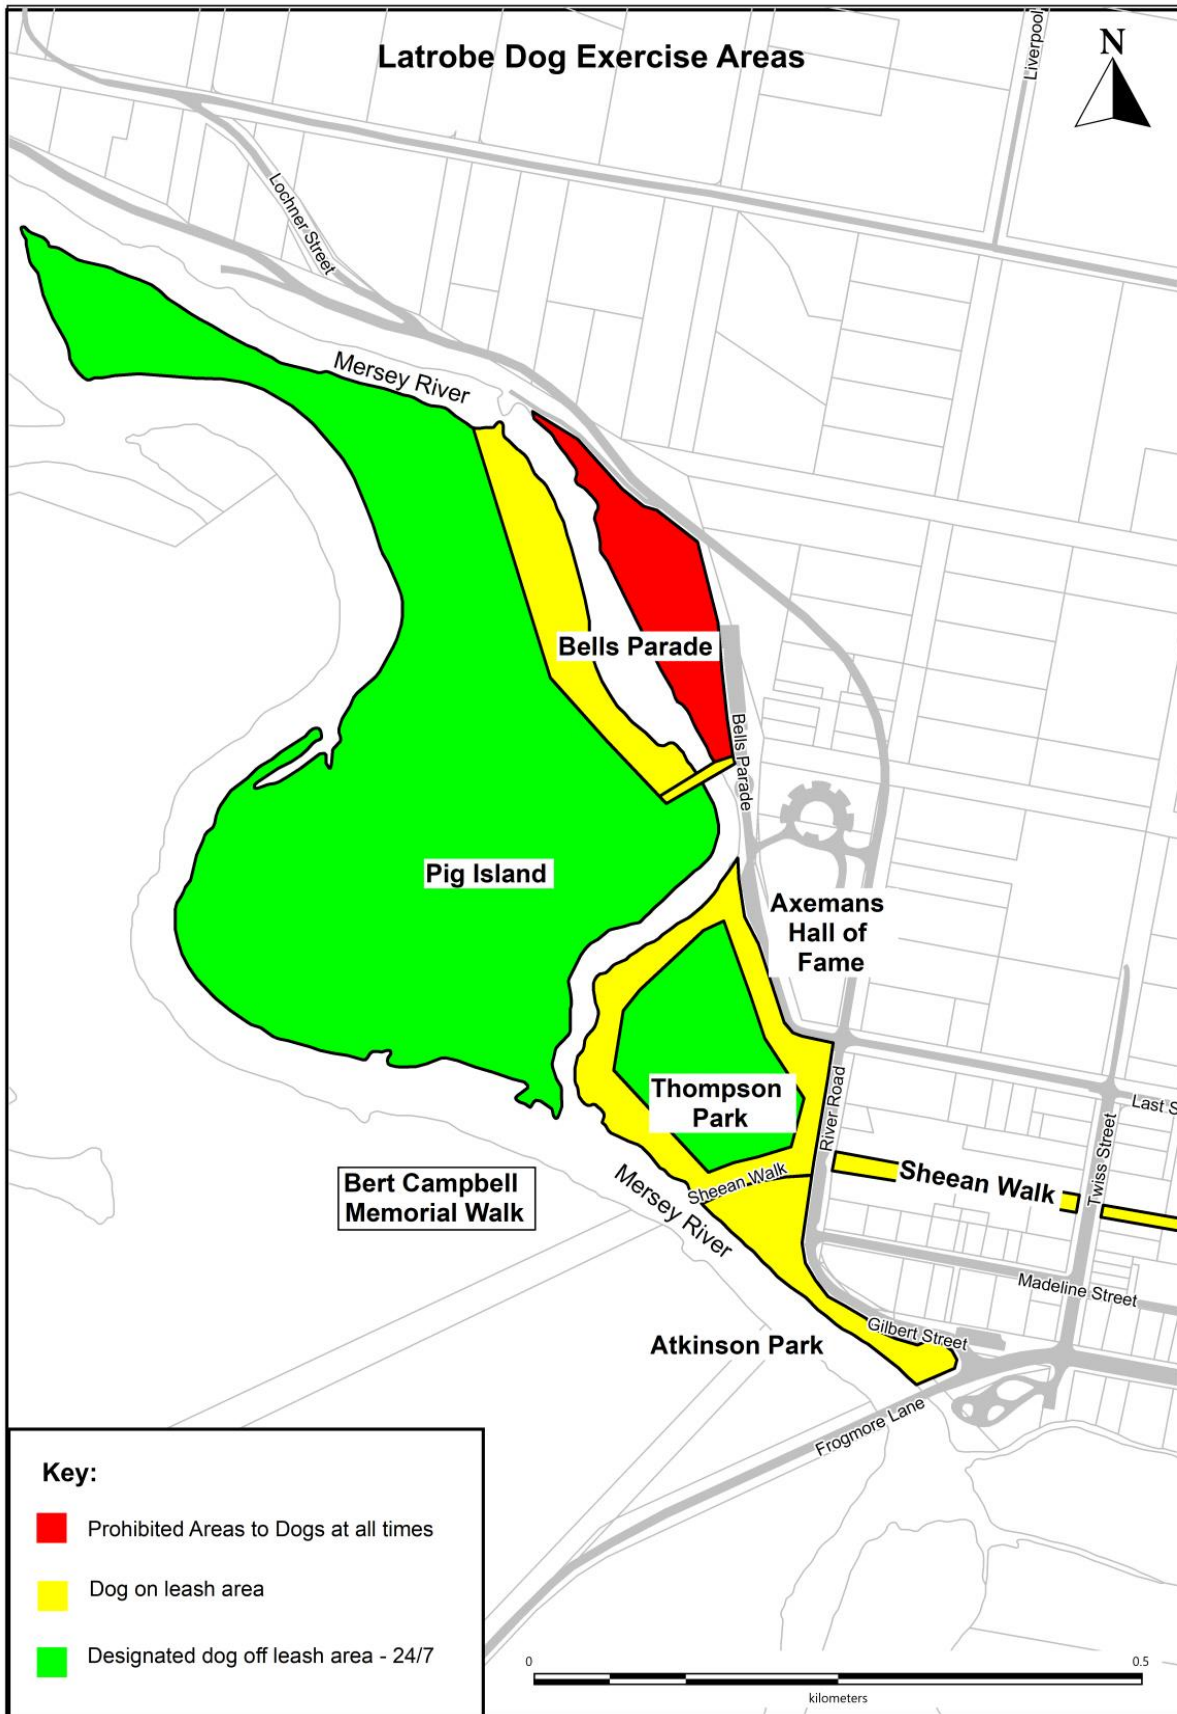 Latrobe Dog Exercise Areas
N
Liverpool
Lochner Street
Mersey River
Bells Parade
Bells Parade
Pig Island
Axemans
Hall of
Fame
Thompson
Park
River Road
Last S
Twiss Street
Sheean Walk
Sheean Walk
Bert Campbell
Memorial Walk
Mersey River
Madeline Street
Gilbert Street
Atkinson Park
Frogmore Lane
Key:
Prohibited Areas to Dogs at all times
Dog on leash area
Designated dog off leash area - 24/7
0
0.5
kilometers